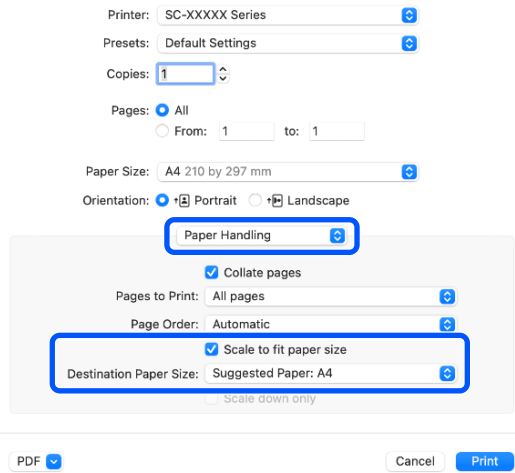 Printer: SC-XXXXX Series
Presets: Default Settings
Copies: 1
Pages: All
From: 1 to: 1
Paper Size: A4 210 by 297 mm
Orientation: Portrait Landscape
Paper Handling
Collate pages
Pages to Print: All pages
Page Order: Automatic
Scale to fit paper size
Destination Paper Size: Suggested Paper: A4
Scale down only
PDF Cancel Print